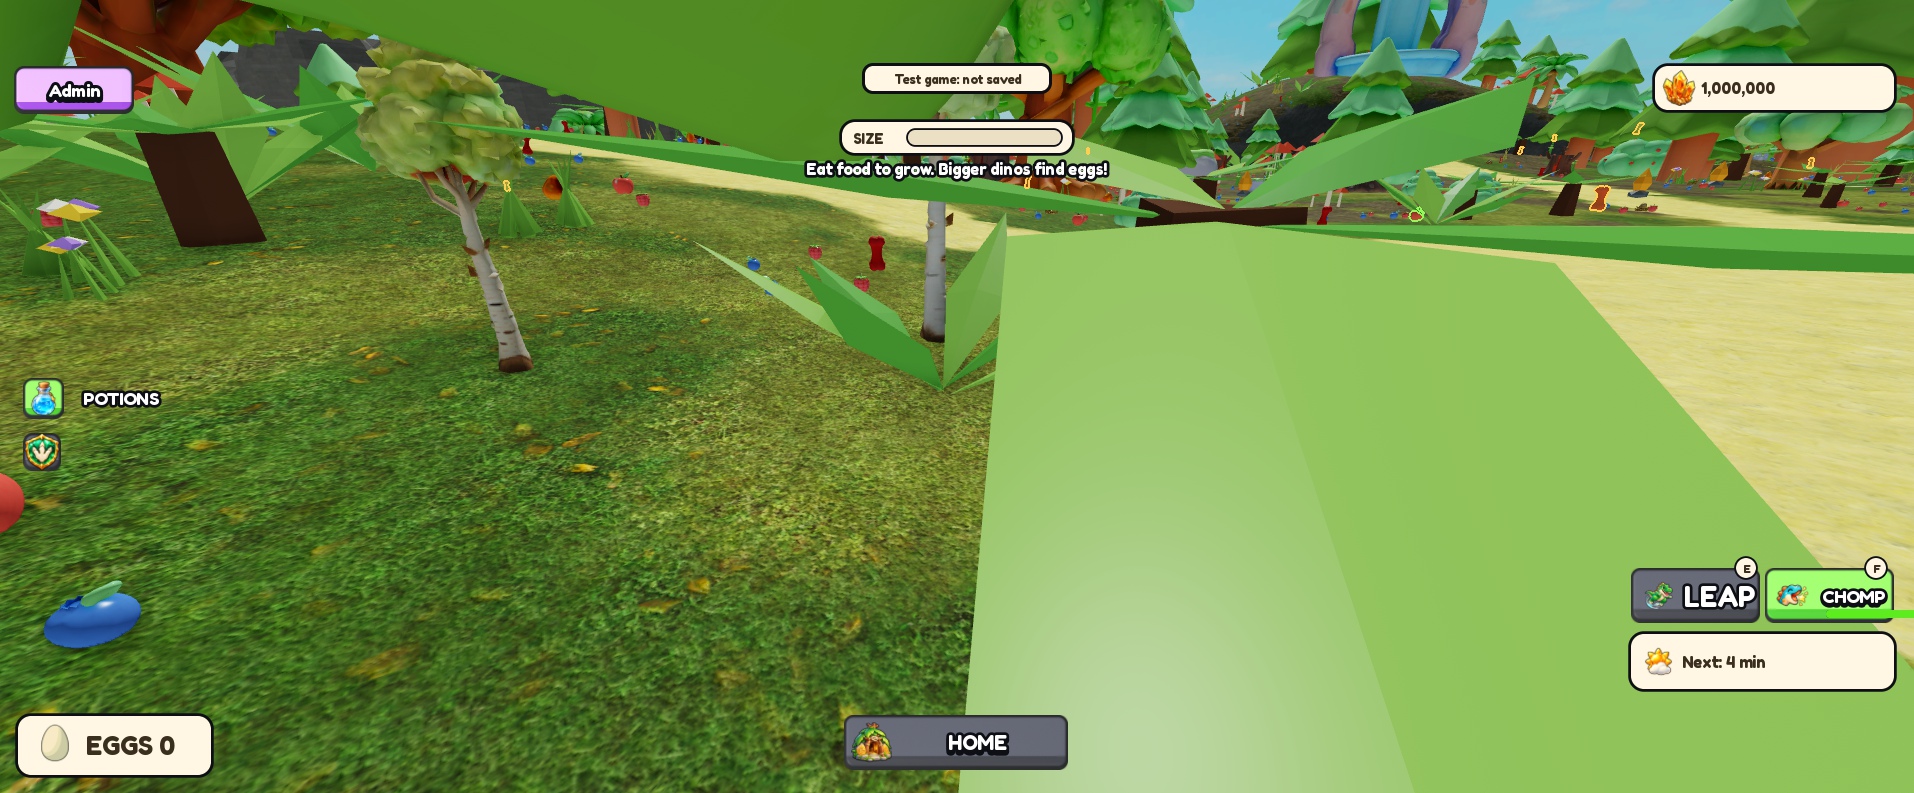 Admin
Test game: not saved
1,000,000
SIZE
Eat food to grow. Bigger dinos find eggs!
POTIONS
E
F
LEAP
CHOMP
Next: 4 min
EGGS 0
HOME